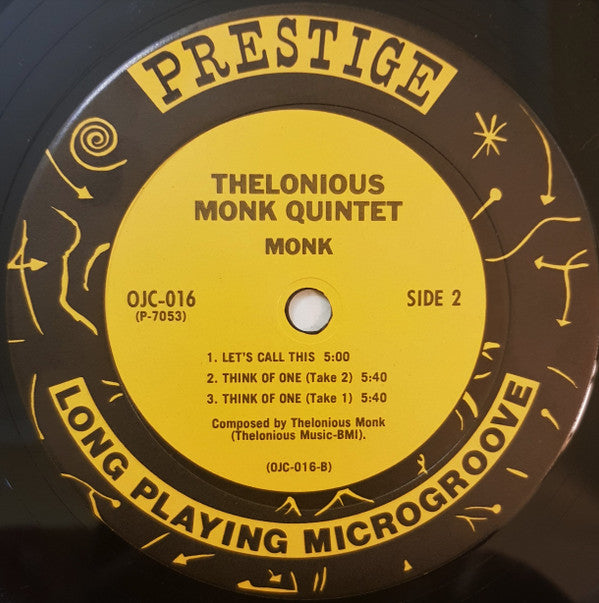 PRESTIGE
THELONIOUS
MONK QUINTET
MONK
OJC-016
(P-7053)
SIDE 2
1. LET'S CALL THIS 5:00
2. THINK OF ONE (Take 2) 5:40
3. THINK OF ONE (Take 1) 5:40
Composed by Thelonious Monk
(Thelonious Music-BMI).
(OJC-016-B)
LONG PLAYING MICROGROOVE